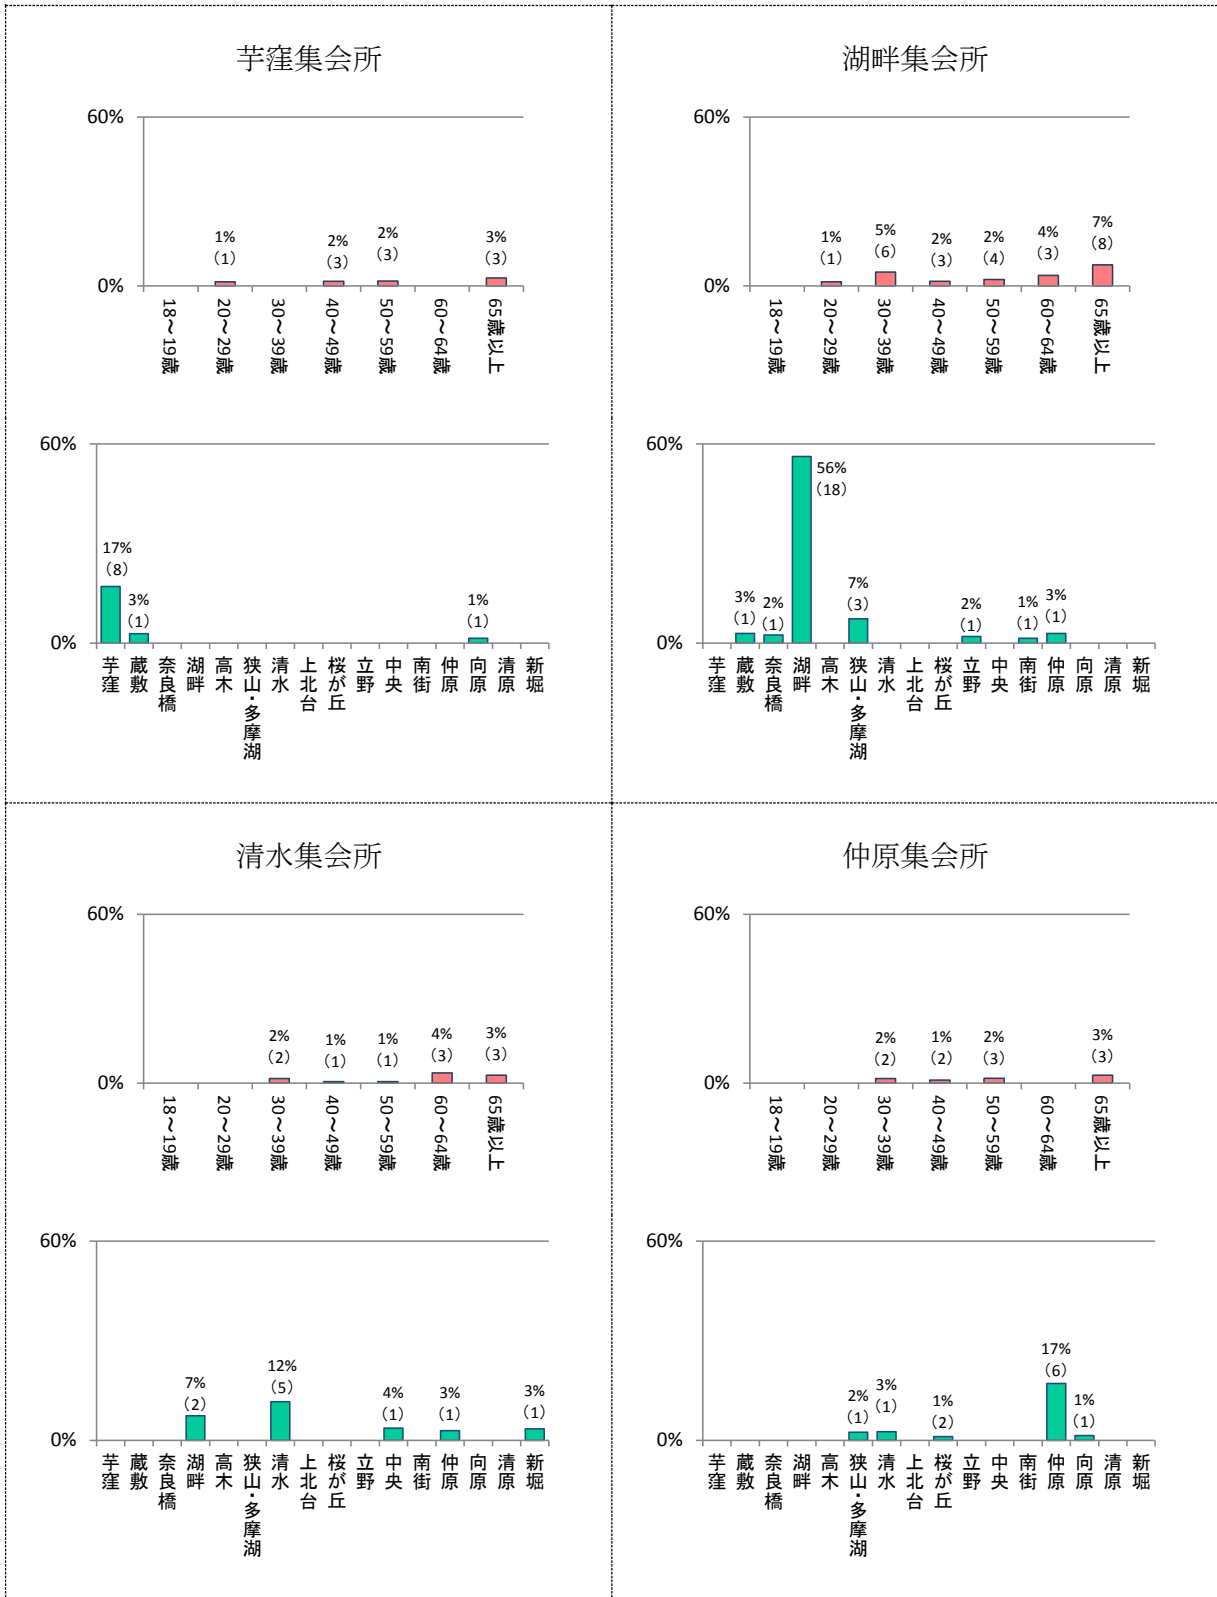 芋窪集会所
60%
0%
1%
（1）
2%
（3）
2%
（3）
3%
（3）
18～19歳
20～29歳
30～39歳
40～49歳
50～59歳
60～64歳
65歳以上
60%
0%
17%
（8）
3%
（1）
1%
（1）
芋窪
蔵敷
奈良橋
湖畔
高木
狭山・多摩湖
清水
上北台
桜が丘
立野
中央
南街
仲原
向原
清原
新堀
湖畔集会所
60%
0%
1%
（1）
5%
（6）
2%
（3）
2%
（4）
4%
（3）
7%
（8）
18～19歳
20～29歳
30～39歳
40～49歳
50～59歳
60～64歳
65歳以上
60%
0%
3%
（1）
2%
（1）
56%
（18）
7%
（3）
2%
（1）
1%
（1）
3%
（1）
芋窪
蔵敷
奈良橋
湖畔
高木
狭山・多摩湖
清水
上北台
桜が丘
立野
中央
南街
仲原
向原
清原
新堀
清水集会所
60%
0%
2%
（2）
1%
（1）
1%
（1）
4%
（3）
3%
（3）
18～19歳
20～29歳
30～39歳
40～49歳
50～59歳
60～64歳
65歳以上
60%
0%
7%
（2）
12%
（5）
4%
（1）
3%
（1）
3%
（1）
芋窪
蔵敷
奈良橋
湖畔
高木
狭山・多摩湖
清水
上北台
桜が丘
立野
中央
南街
仲原
向原
清原
新堀
仲原集会所
60%
0%
2%
（2）
1%
（2）
2%
（3）
3%
（3）
18～19歳
20～29歳
30～39歳
40～49歳
50～59歳
60～64歳
65歳以上
60%
0%
2%
（1）
3%
（1）
1%
（2）
17%
（6）
1%
（1）
芋窪
蔵敷
奈良橋
湖畔
高木
狭山・多摩湖
清水
上北台
桜が丘
立野
中央
南街
仲原
向原
清原
新堀